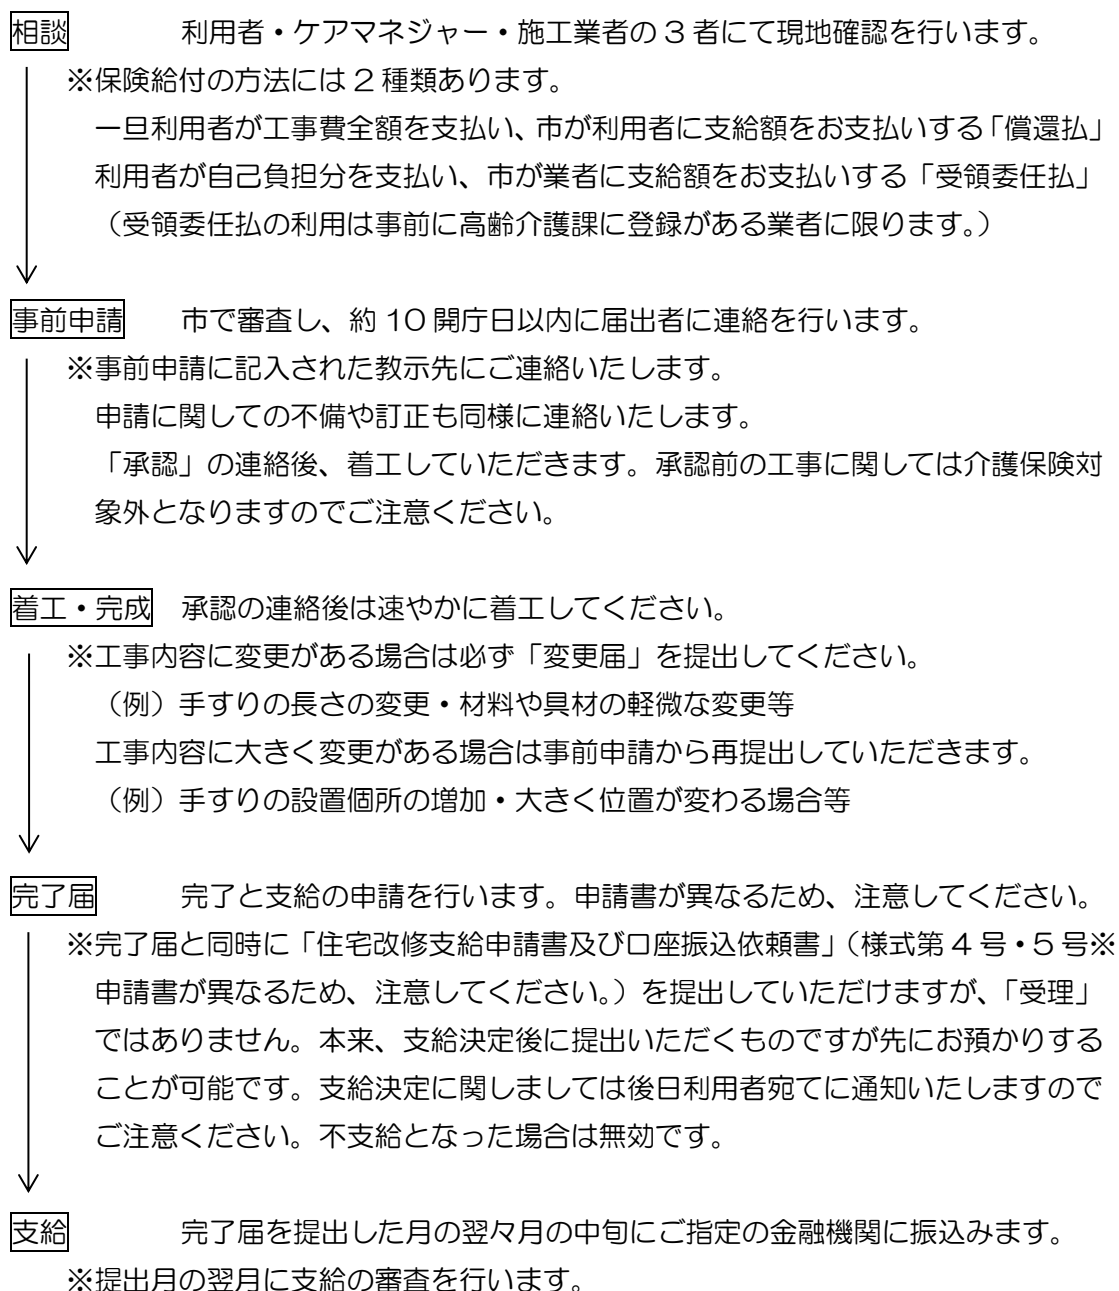 相談 利用者・ケアマネジャー・施工業者の3者にて現地確認を行います。
※保険給付の方法には2種類あります。
一旦利用者が工事費全額を支払い、市が利用者に支給額をお支払いする「償還払」
利用者が自己負担分を支払い、市が業者に支給額をお支払いする「受領委任払」
（受領委任払の利用は事前に高齢介護課に登録がある業者に限ります。）
事前申請 市で審査し、約10開庁日以内に届出者に連絡を行います。
※事前申請に記入された教示先にご連絡いたします。
申請に関しての不備や訂正も同様に連絡いたします。
「承認」の連絡後、着工していただきます。承認前の工事に関しては介護保険対
象外となりますのでご注意ください。
着工・完成 承認の連絡後は速やかに着工してください。
※工事内容に変更がある場合は必ず「変更届」を提出してください。
（例）手すりの長さの変更・材料や具材の軽微な変更等
工事内容に大きく変更がある場合は事前申請から再提出していただきます。
（例）手すりの設置個所の増加・大きく位置が変わる場合等
完了届 完了と支給の申請を行います。申請書が異なるため、注意してください。
※完了届と同時に「住宅改修支給申請書及び口座振込依頼書」（様式第4号・5号※
申請書が異なるため、注意してください。）を提出していただけますが、「受理」
ではありません。本来、支給決定後に提出いただくものですが先にお預かりする
ことが可能です。支給決定に関しましては後日利用者宛てに通知いたしますので
ご注意ください。不支給となった場合は無効です。
支給 完了届を提出した月の翌々月の中旬にご指定の金融機関に振込みます。
※提出月の翌月に支給の審査を行います。